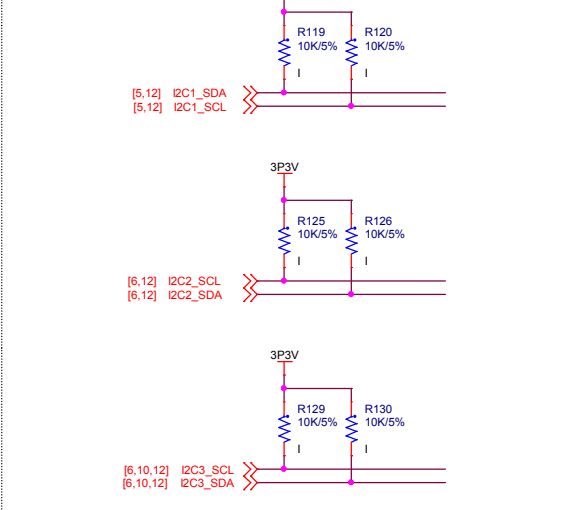 R119 R120
10K/5% 10K/5%
I I
[5,12] I2C1_SDA
[5,12] I2C1_SCL
3P3V
R125 R126
10K/5% 10K/5%
I I
[6,12] I2C2_SCL
[6,12] I2C2_SDA
3P3V
R129 R130
10K/5% 10K/5%
I I
[6,10,12] I2C3_SCL
[6,10,12] I2C3_SDA